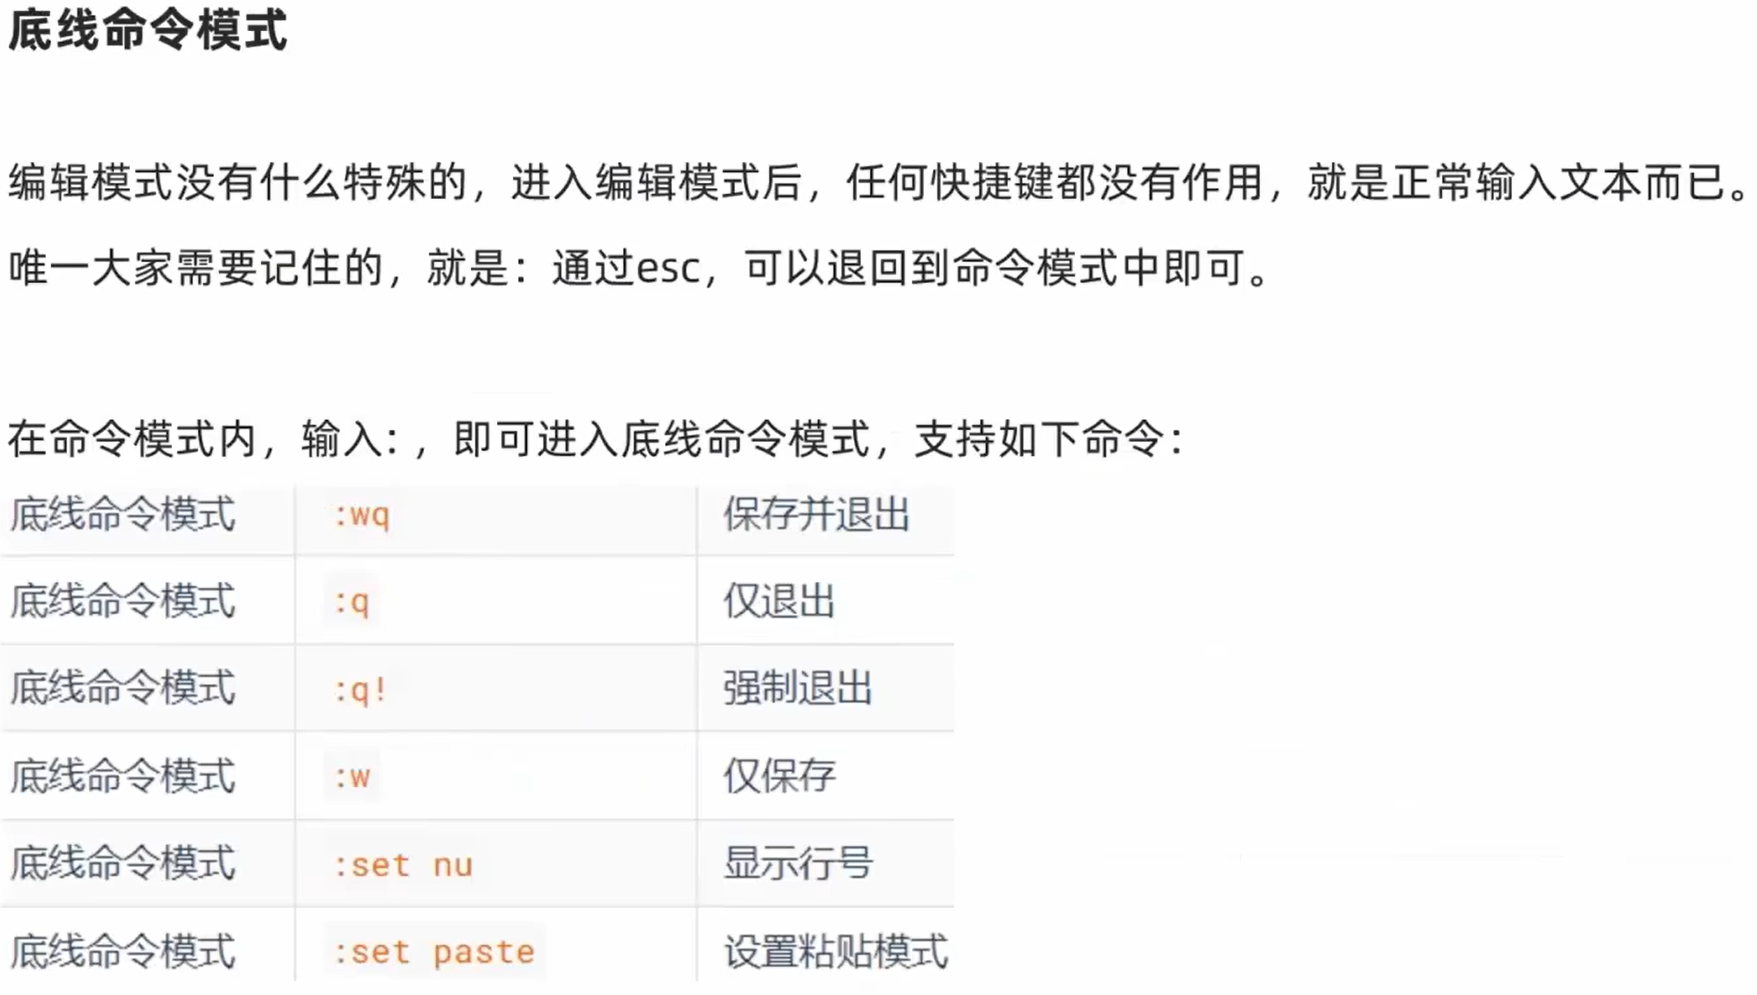 底线命令模式
编辑模式没有什么特殊的，进入编辑模式后，任何快捷键都没有作用，就是正常输入文本而已。
唯一大家需要记住的，就是：通过esc，可以退回到命令模式中即可。
在命令模式内，输入: ，即可进入底线命令模式，支持如下命令：
底线命令模式 :wq 保存并退出
底线命令模式 :q 仅退出
底线命令模式 :q! 强制退出
底线命令模式 :w 仅保存
底线命令模式 :set nu 显示行号
底线命令模式 :set paste 设置粘贴模式